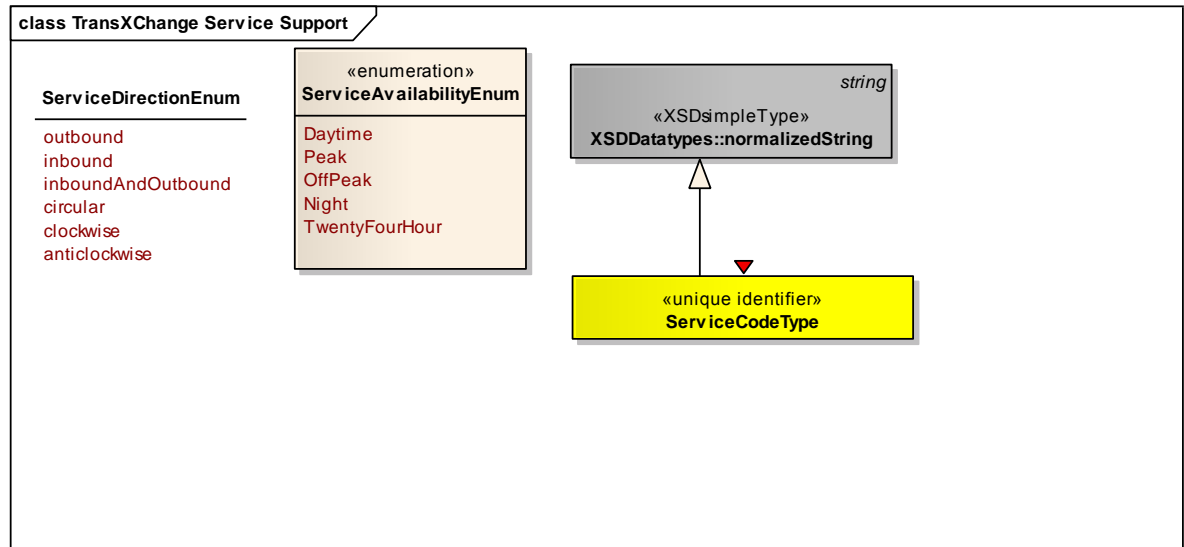 class TransXChange Service Support
ServiceDirectionEnum
outbound
inbound
inboundAndOutbound
circular
clockwise
anticlockwise
«enumeration»
ServiceAvailabilityEnum
Daytime
Peak
OffPeak
Night
TwentyFourHour
string
«XSDsimpleType»
XSDDatatypes::normalizedString
«unique identifier»
ServiceCodeType